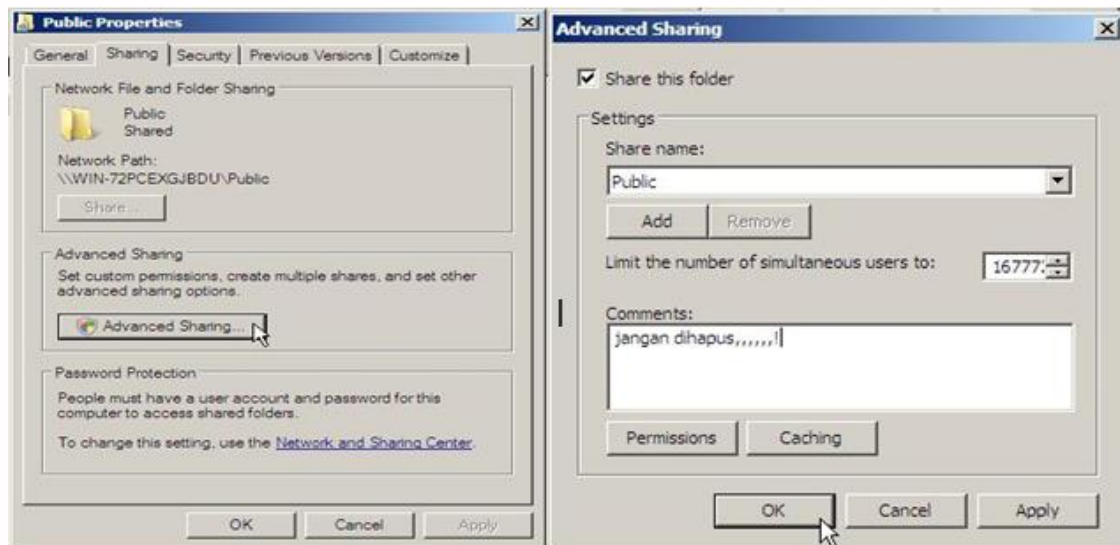 Public Properties
General Sharing Security Previous Versions Customize
Network File and Folder Sharing
Public
Shared
Network Path:
\\WIN-72PCEXGJBDU\Public
Share...
Advanced Sharing
Set custom permissions, create multiple shares, and set other
advanced sharing options.
Advanced Sharing...
Password Protection
People must have a user account and password for this
computer to access shared folders.
To change this setting, use the Network and Sharing Center.
OK Cancel Apply
Advanced Sharing
Share this folder
Settings
Share name:
Public
Add Remove
Limit the number of simultaneous users to:
Comments:
jangan dihapus,,,,,,!
Permissions Caching
OK Cancel Apply